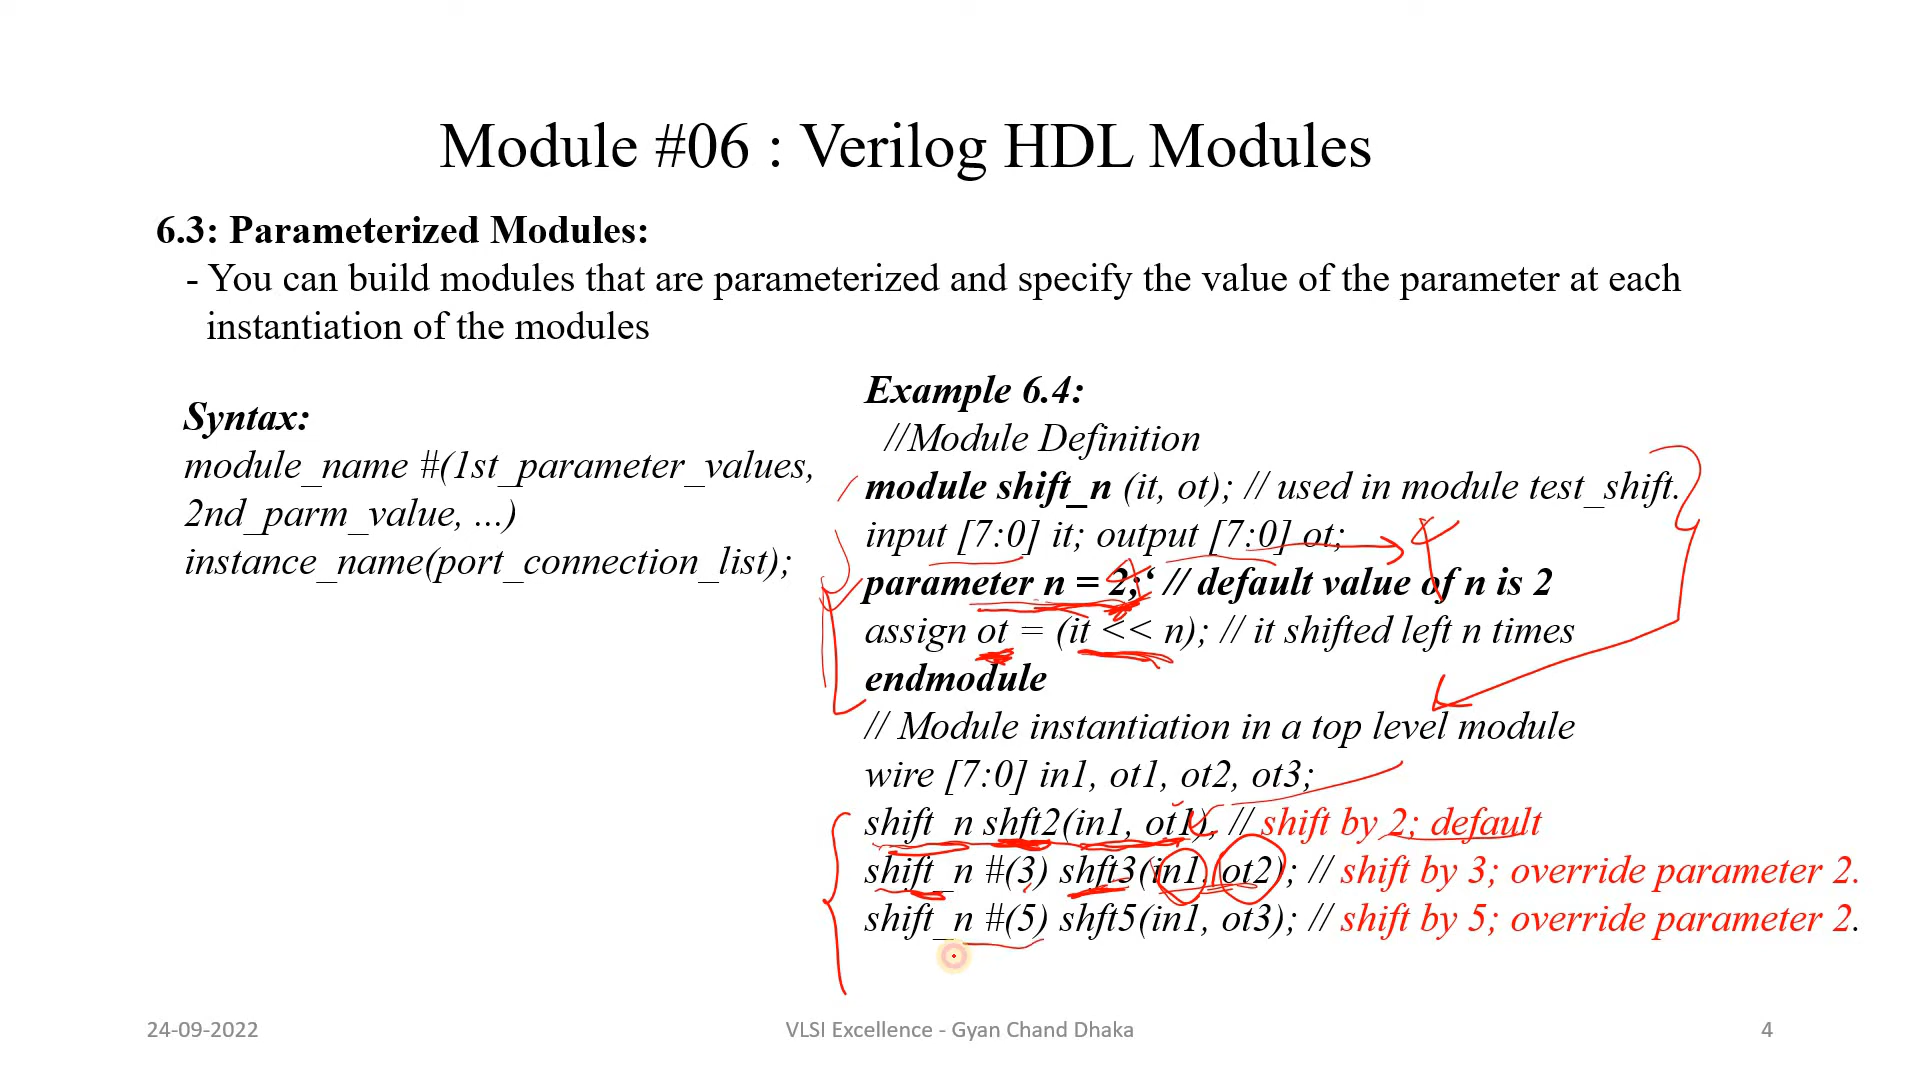 Module #06 : Verilog HDL Modules
6.3: Parameterized Modules:
- You can build modules that are parameterized and specify the value of the parameter at each
instantiation of the modules
Syntax:
module_name #(1st_parameter_values,
2nd_parm_value, ...)
instance_name(port_connection_list);
Example 6.4:
//Module Definition
module shift_n (it, ot); // used in module test_shift.
input [7:0] it; output [7:0] ot;
parameter n = 2;‘ // default value of n is 2
assign ot = (it << n); // it shifted left n times
endmodule
// Module instantiation in a top level module
wire [7:0] in1, ot1, ot2, ot3;
shift_n shft2(in1, ot1), // shift by 2; default
shift_n #(3) shft3(in1, ot2); // shift by 3; override parameter 2.
shift_n #(5) shft5(in1, ot3); // shift by 5; override parameter 2.
24-09-2022
VLSI Excellence - Gyan Chand Dhaka
4